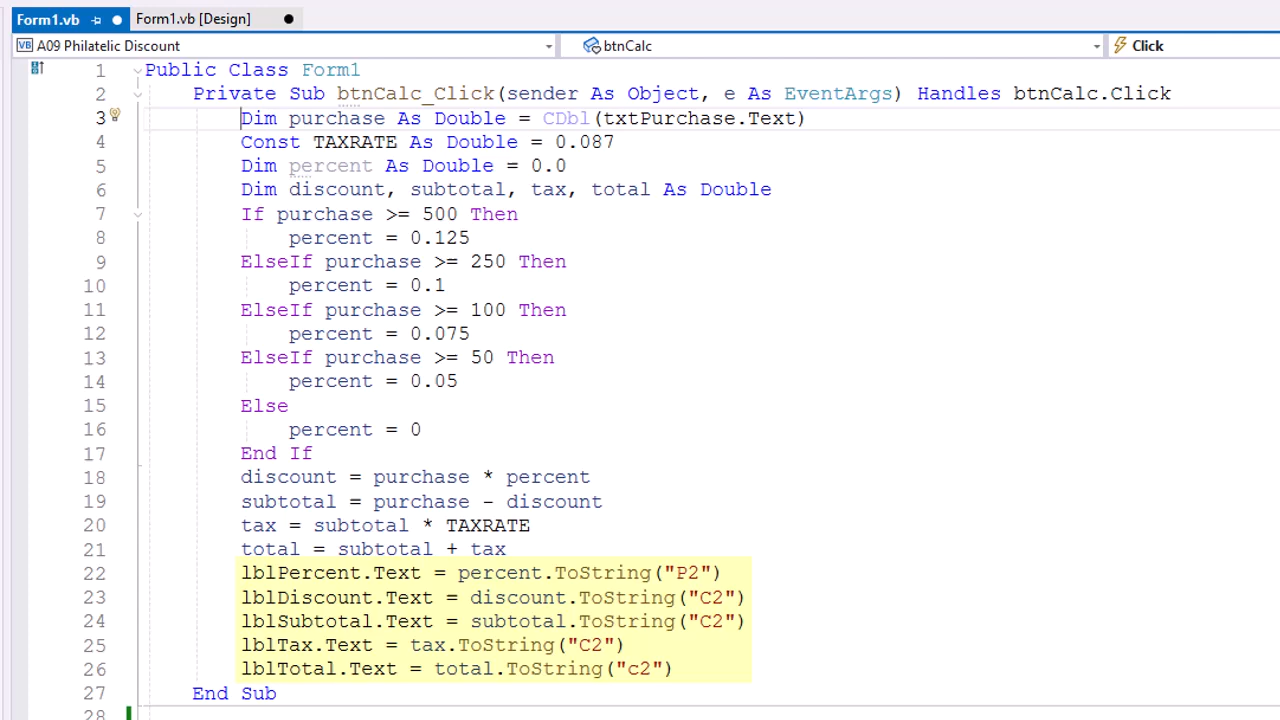 Form1.vb Form1.vb [Design]
VB A09 Philatelic Discount btnCalc Click
1 Public Class Form1
2 Private Sub btnCalc_Click(sender As Object, e As EventArgs) Handles btnCalc.Click
3 Dim purchase As Double = CDbl(txtPurchase.Text)
4 Const TAXRATE As Double = 0.087
5 Dim percent As Double = 0.0
6 Dim discount, subtotal, tax, total As Double
7 If purchase >= 500 Then
8 percent = 0.125
9 ElseIf purchase >= 250 Then
10 percent = 0.1
11 ElseIf purchase >= 100 Then
12 percent = 0.075
13 ElseIf purchase >= 50 Then
14 percent = 0.05
15 Else
16 percent = 0
17 End If
18 discount = purchase * percent
19 subtotal = purchase - discount
20 tax = subtotal * TAXRATE
21 total = subtotal + tax
22 lblPercent.Text = percent.ToString("P2")
23 lblDiscount.Text = discount.ToString("C2")
24 lblSubtotal.Text = subtotal.ToString("C2")
25 lblTax.Text = tax.ToString("C2")
26 lblTotal.Text = total.ToString("c2")
27 End Sub
28